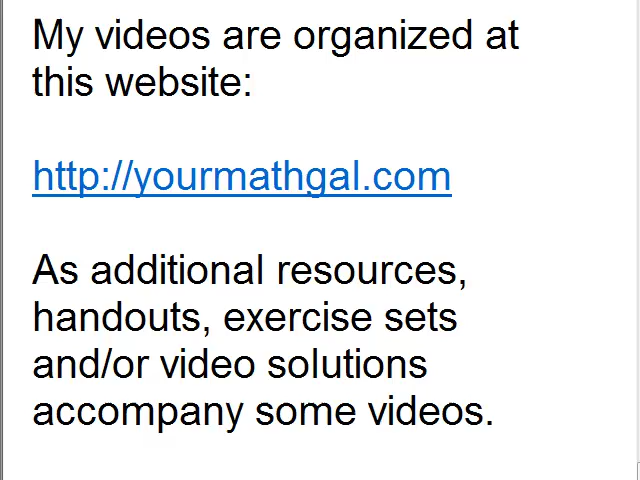 My videos are organized at
this website:
http://yourmathgal.com
As additional resources,
handouts, exercise sets
and/or video solutions
accompany some videos.